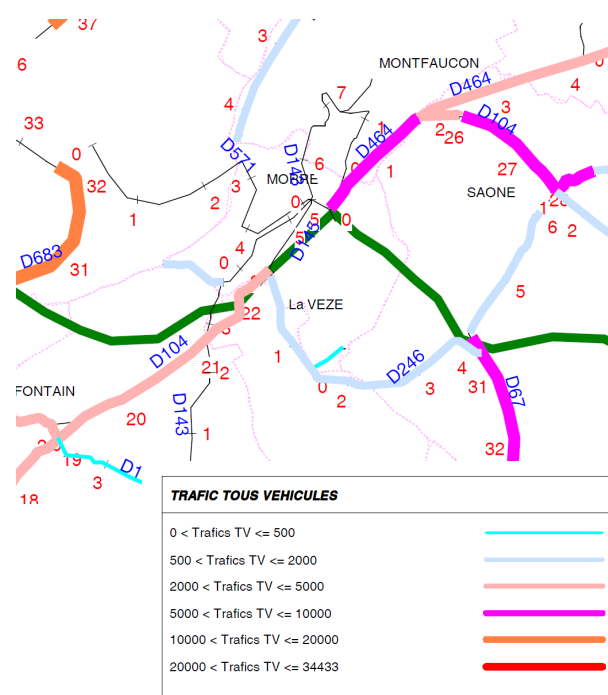 37
3
6
MONTFAUCON
0
D464
4
7
4
3
33
1
D104
2
26
D464
D571
D143
0
6
0
1
27
32
3
MORRE
SAONE
2
0
1
6
2
1
5
0
4
5
D145
D683
31
0
5
La VEZE
22
3
D104
1
D246
4
21
2
31
D67
FONTAIN
0
2
3
D143
20
1
32
19
D1
3
18
TRAFIC TOUS VEHICULES
0 < Trafics TV <= 500
500 < Trafics TV <= 2000
2000 < Trafics TV <= 5000
5000 < Trafics TV <= 10000
10000 < Trafics TV <= 20000
20000 < Trafics TV <= 34433